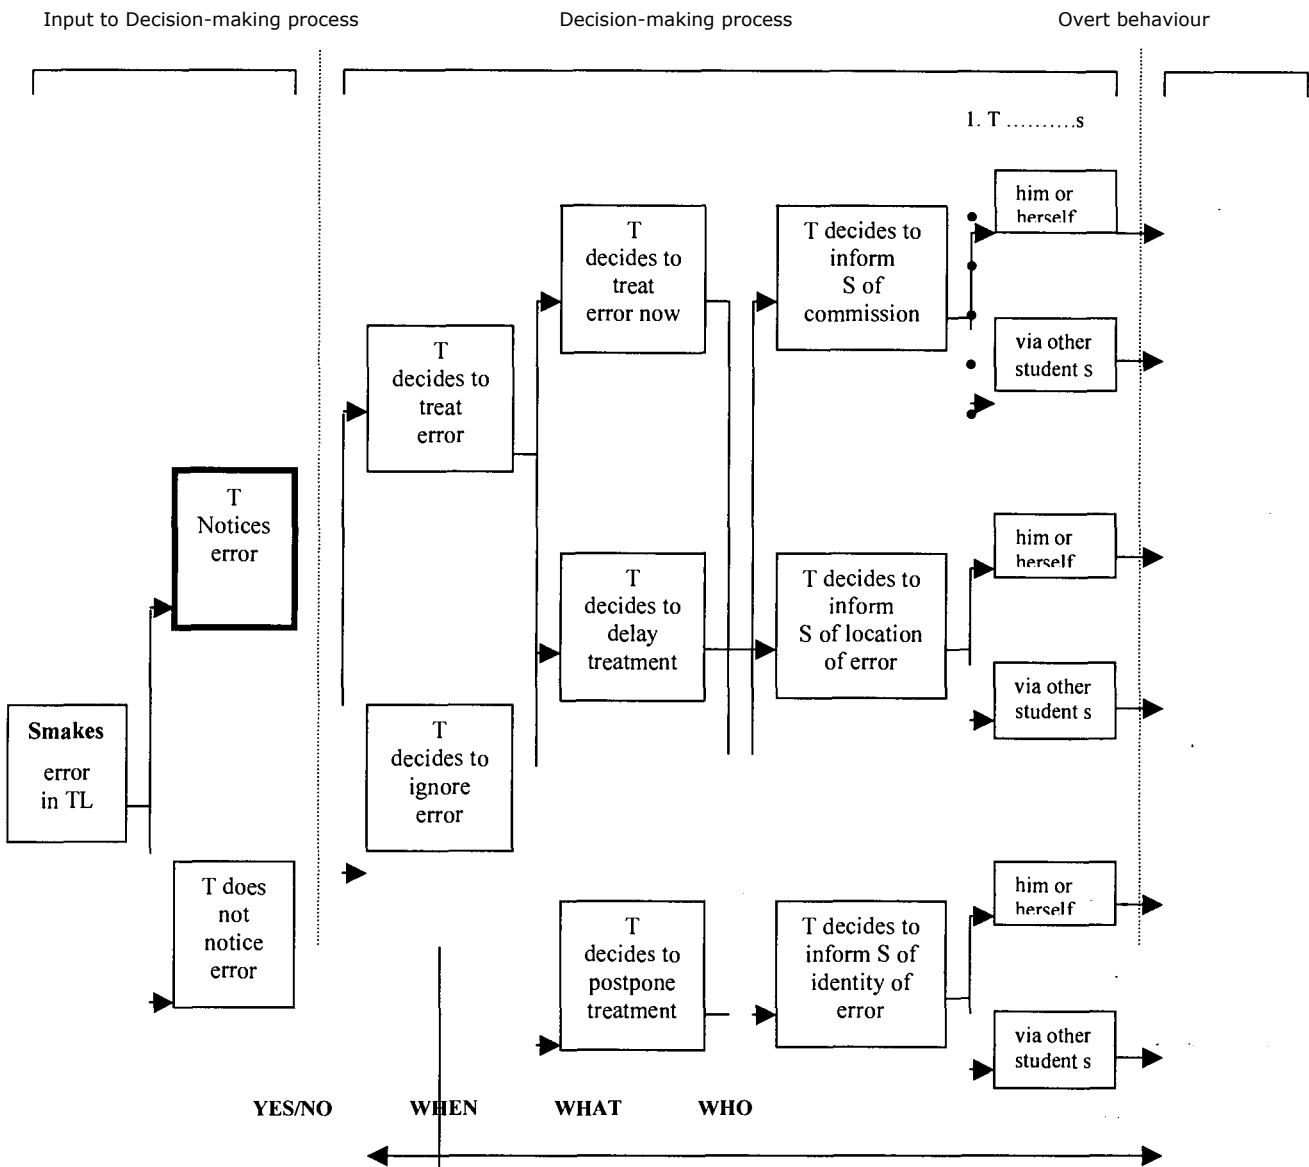 Input to Decision-making process
Decision-making process
Overt behaviour
1. T ..........s
him or
herself
T
decides to
treat
error now
T decides to
inform
S of
commission
via other
student s
T
decides to
treat
error
T
Notices
error
him or
herself
T
decides to
delay
treatment
T decides to
inform
S of location
of error
via other
student s
Smakes
error
in TL
T
decides to
ignore
error
T does
not
notice
error
him or
herself
T
decides to
postpone
treatment
T decides to
inform S of
identity of
error
via other
student s
YES/NO
WHEN
WHAT
WHO